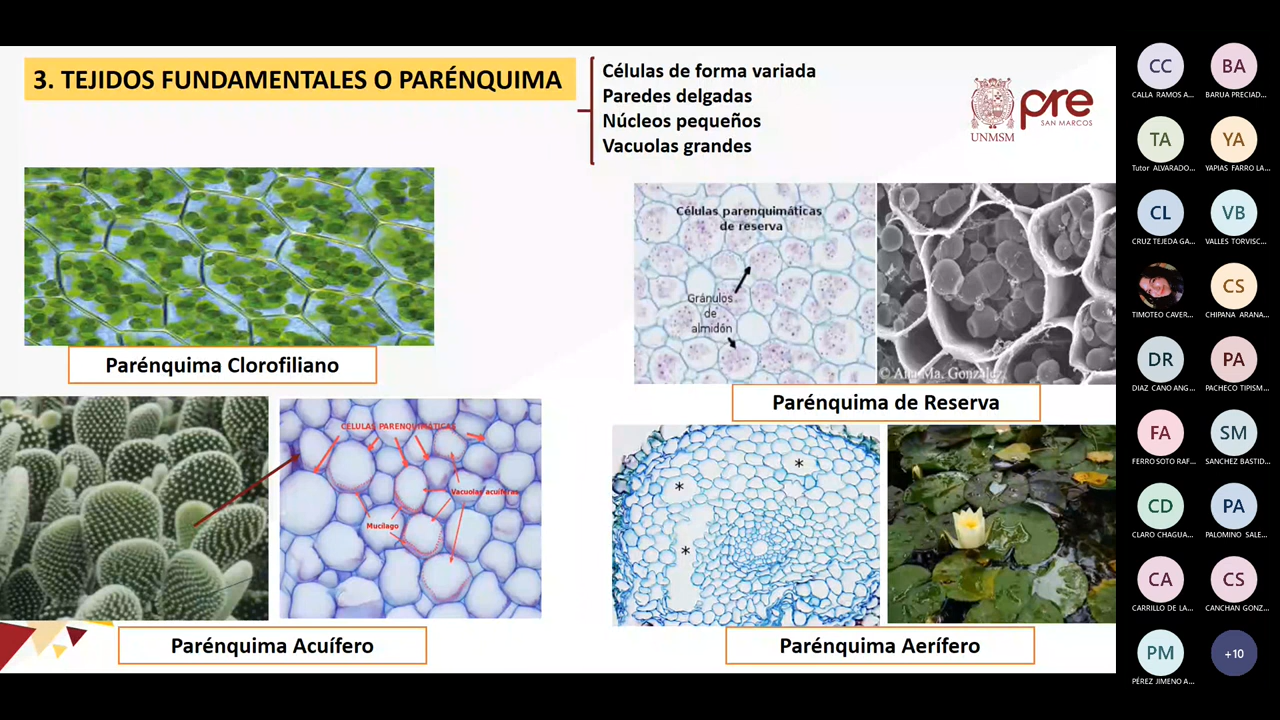 3. TEJIDOS FUNDAMENTALES O PARÉNQUIMA
Células de forma variada
Paredes delgadas
Núcleos pequeños
Vacuolas grandes
UNMSM
pre
SAN MARCOS
Parénquima Clorofiliano
Células parenquimáticas
de reserva
Gránulos
de
almidón
© Ana Ma. González
Parénquima de Reserva
CELULAS PARENQUIMÁTICAS
Vacuolas acuíferas
Mucílago
Parénquima Acuífero
*
*
*
Parénquima Aerífero
CC
CALLA RAMOS A...
BA
BARUA PRECIAD...
TA
Tutor ALVARADO...
YA
YAPIAS FARRO LA...
CL
CRUZ TEJEDA GA...
VB
VALLES TORVISC...
TIMOTEO CAVER...
CS
CHIPANA ARANA...
DR
DIAZ CANO ANG...
PA
PACHECO TIPISM...
FA
FERRO SOTO RAF...
SM
SANCHEZ BASTID...
CD
CLARO CHAGUA...
PA
PALOMINO SALE...
CA
CARRILLO DE LA...
CS
CANCHAN GONZ...
PM
PÉREZ JIMENO A...
+10